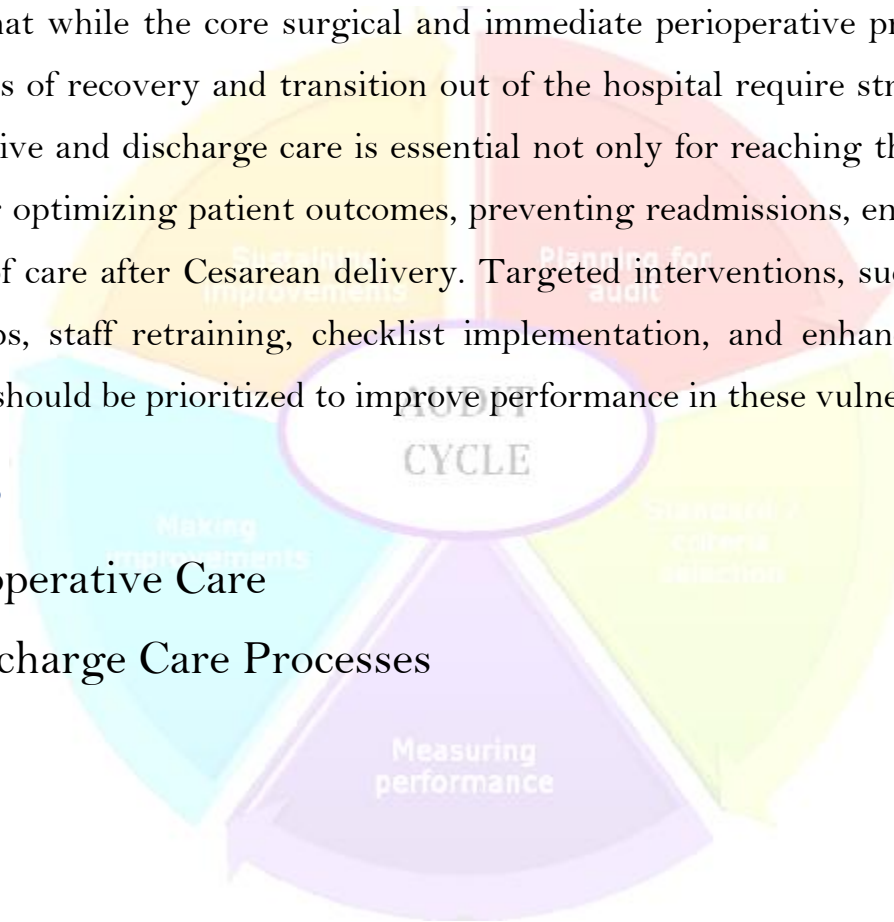 hat while the core surgical and immediate perioperative pr
s of recovery and transition out of the hospital require str
ive and discharge care is essential not only for reaching th
r optimizing patient outcomes, preventing readmissions, en
of care after Cesarean delivery. Targeted interventions, suc
Sustaining improvements
Planning for audit
ps, staff retraining, checklist implementation, and enhan
should be prioritized to improve performance in these vulne
AUDIT
CYCLE
Standard /
criteria
selection
Making
improvements
operative Care
charge Care Processes
Measuring
performance